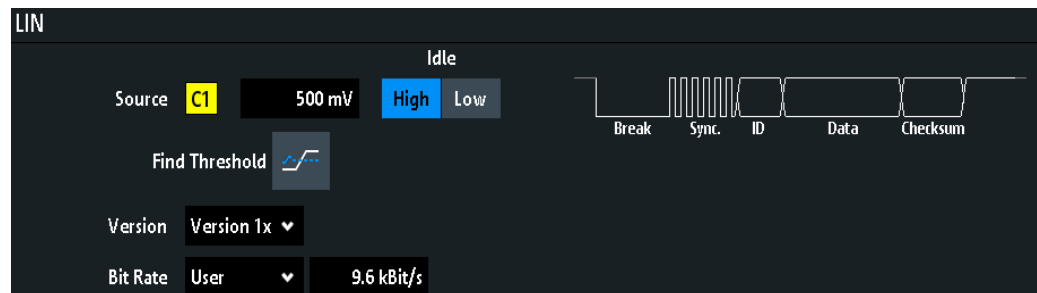 LIN
Idle
Source C1 500 mV High Low
Break Sync. ID Data Checksum
Find Threshold
Version Version 1x
Bit Rate User 9.6 kBit/s